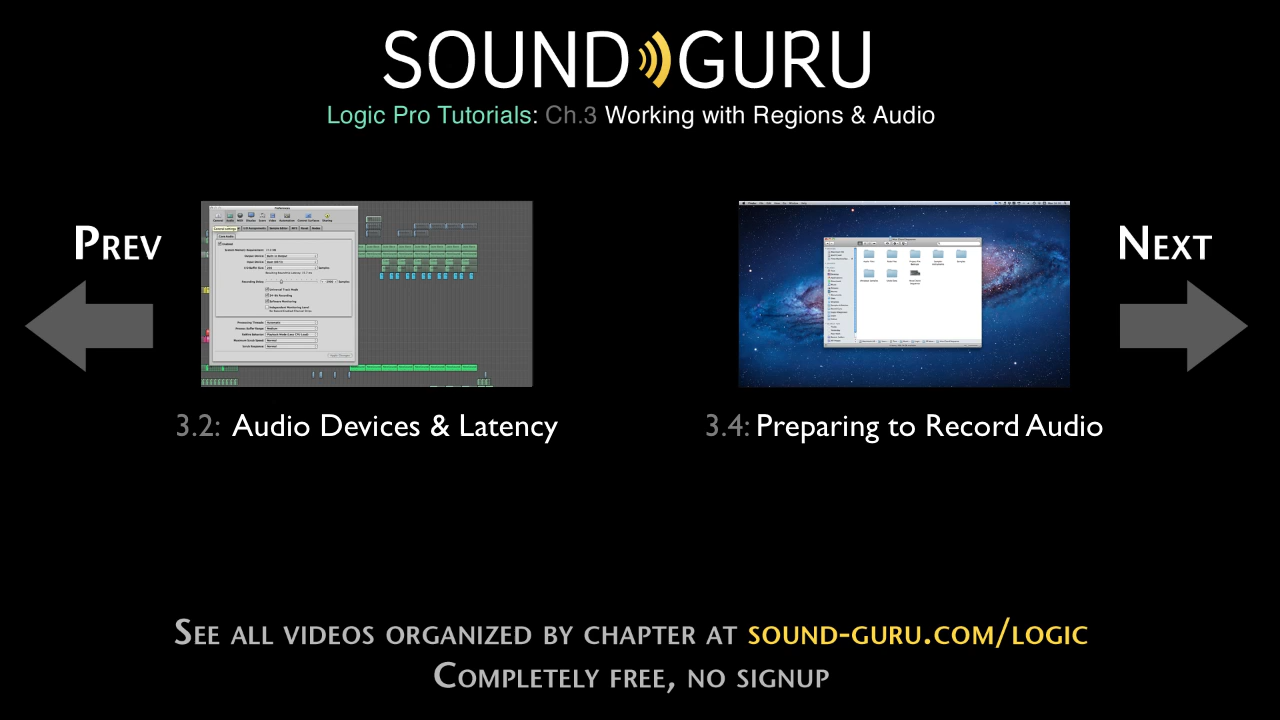 SOUND GURU
Logic Pro Tutorials: Ch.3 Working with Regions & Audio
PREV
NEXT
3.2: Audio Devices & Latency
3.4: Preparing to Record Audio
SEE ALL VIDEOS ORGANIZED BY CHAPTER AT SOUND-GURU.COM/LOGIC
COMPLETELY FREE, NO SIGNUP